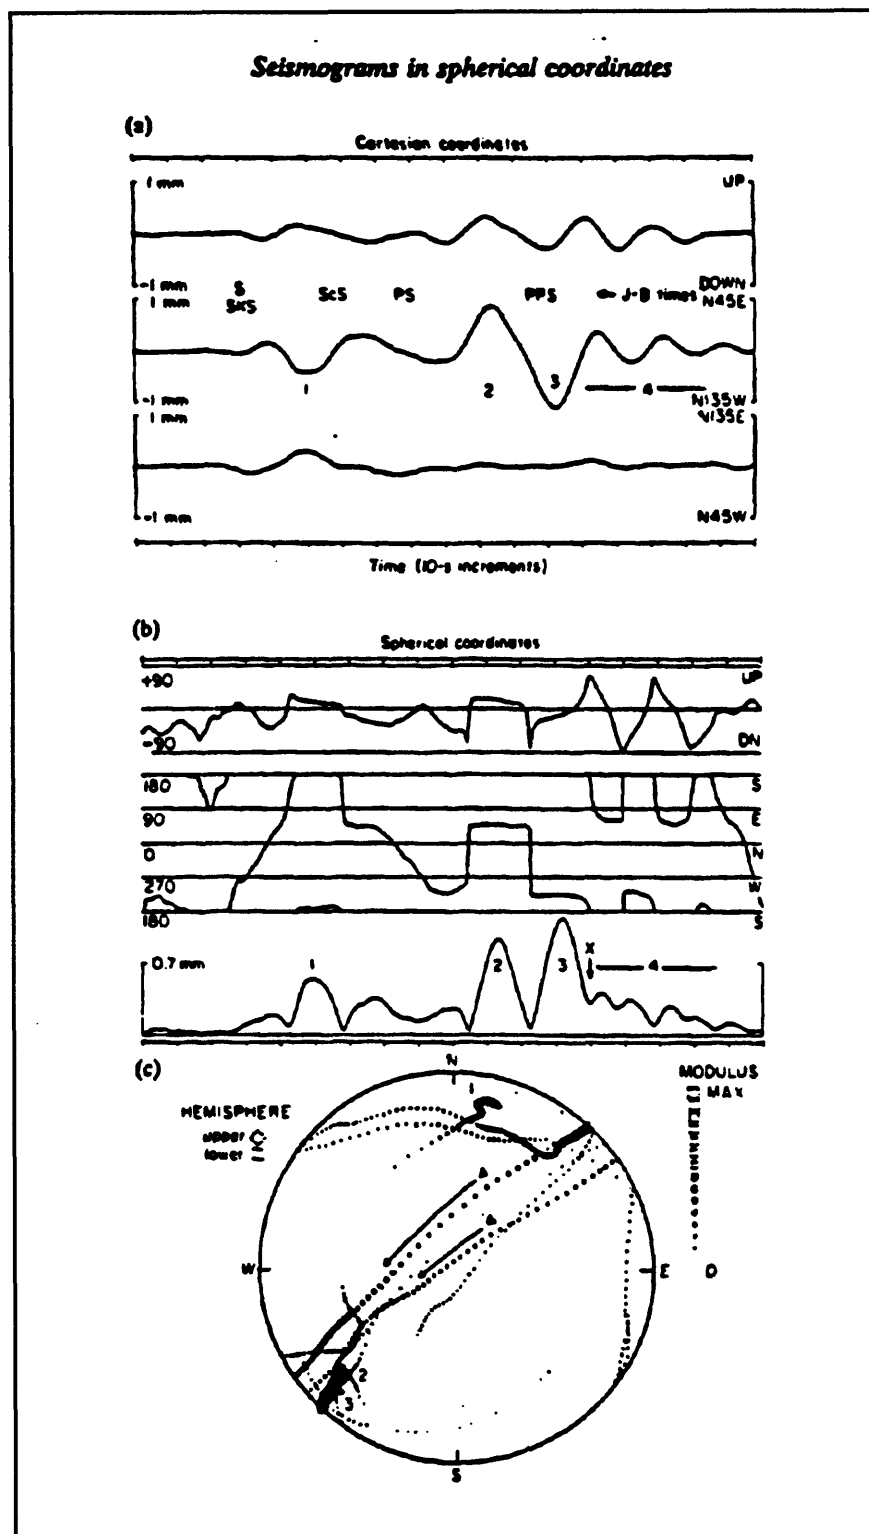 Seismograms in spherical coordinates
(a)
Cartesian coordinates
1 mm UP
-1 mm DOWN
S ScS PS PPS J-B times
SKS
1 mm N45E
1 2 3 4
-1 mm N135W
1 mm N135E
-1 mm N45W
Time (10-s increments)
(b)
Spherical coordinates
+90 UP
-90 DN
180 S
90 E
0 N
270 W
180 S
0.7 mm 1 2 3 X 4
(c)
N
MODULUS
MAX
HEMISPHERE
upper
lower
1
A
A
W E 0
2
3
S